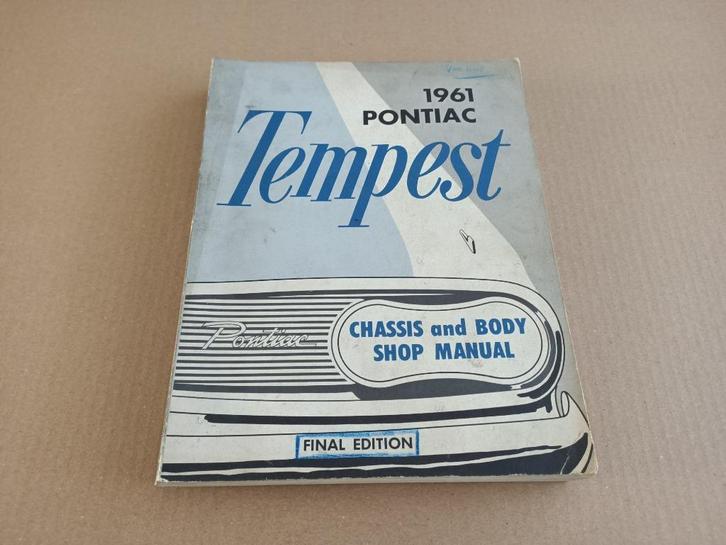 1961
PONTIAC
Tempest
Pontiac
CHASSIS and BODY
SHOP MANUAL
FINAL EDITION